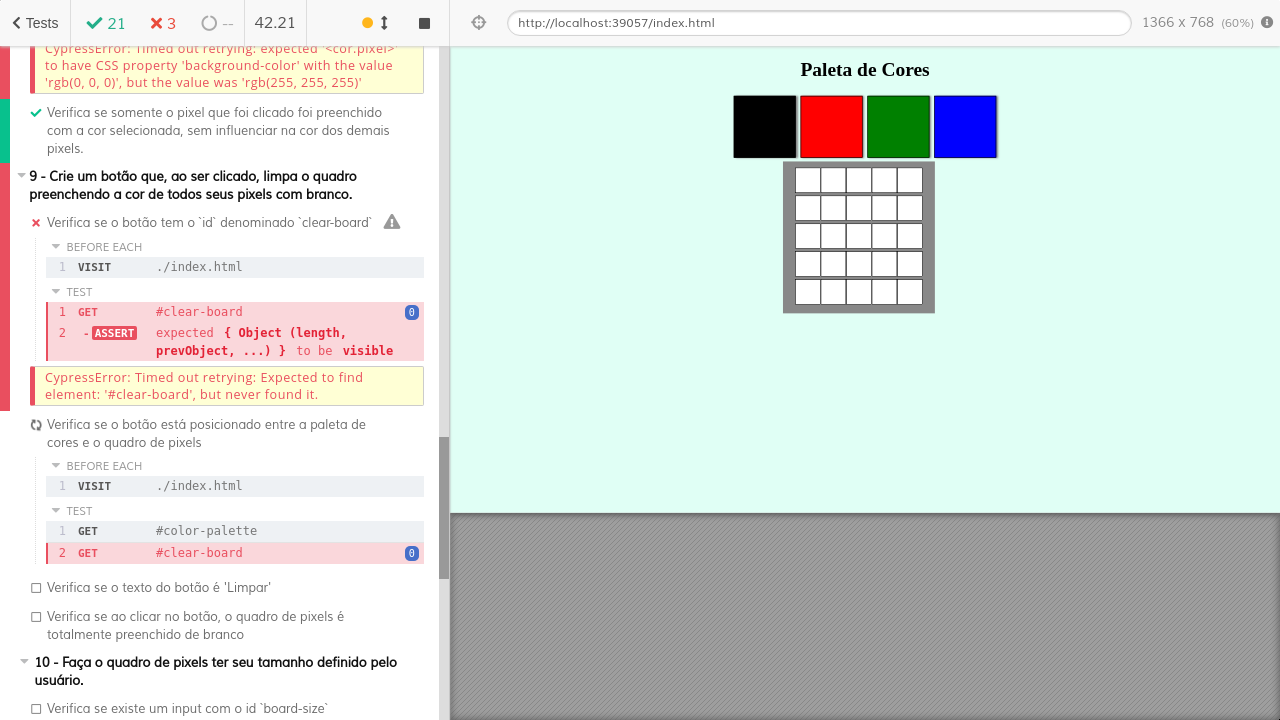 Tests
21
3
--
42.21
http://localhost:39057/index.html
1366 x 768 (60%)
CypressError: Timed out retrying: expected '<cor.pixel>'
to have CSS property 'background-color' with the value
'rgb(0, 0, 0)', but the value was 'rgb(255, 255, 255)'
Verifica se somente o pixel que foi clicado foi preenchido
com a cor selecionada, sem influenciar na cor dos demais
pixels.
9 - Crie um botão que, ao ser clicado, limpa o quadro
preenchendo a cor de todos seus pixels com branco.
Verifica se o botão tem o `id` denominado `clear-board`
BEFORE EACH
1 VISIT ./index.html
TEST
1 GET #clear-board 0
2 -ASSERT expected { Object (length,
prevObject, ...) } to be visible
CypressError: Timed out retrying: Expected to find
element: '#clear-board', but never found it.
Verifica se o botão está posicionado entre a paleta de
cores e o quadro de pixels
BEFORE EACH
1 VISIT ./index.html
TEST
1 GET #color-palette
2 GET #clear-board 0
Verifica se o texto do botão é 'Limpar'
Verifica se ao clicar no botão, o quadro de pixels é
totalmente preenchido de branco
10 - Faça o quadro de pixels ter seu tamanho definido pelo
usuário.
Verifica se existe um input com o id `board-size`
Paleta de Cores